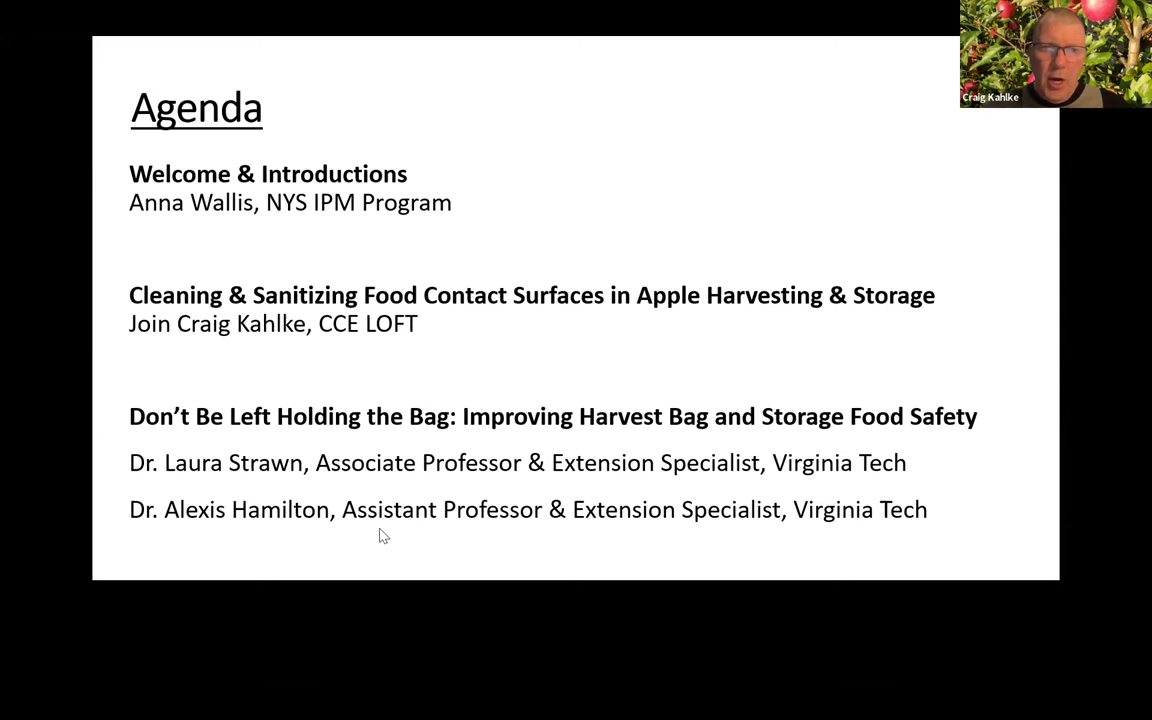 Agenda
Welcome & Introductions
Anna Wallis, NYS IPM Program
Cleaning & Sanitizing Food Contact Surfaces in Apple Harvesting & Storage
Join Craig Kahlke, CCE LOFT
Don’t Be Left Holding the Bag: Improving Harvest Bag and Storage Food Safety
Dr. Laura Strawn, Associate Professor & Extension Specialist, Virginia Tech
Dr. Alexis Hamilton, Assistant Professor & Extension Specialist, Virginia Tech
Craig Kahlke